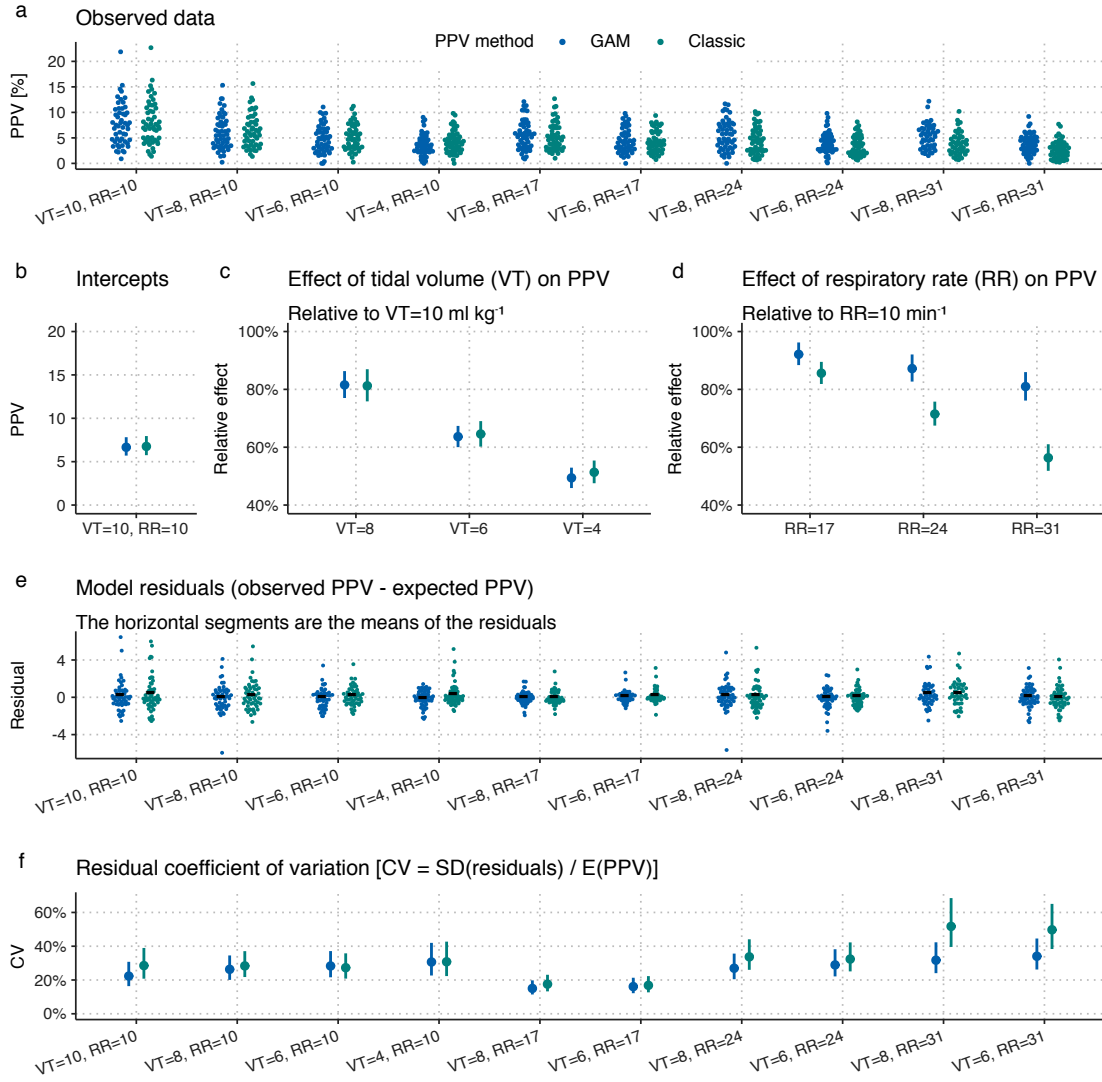 a
Observed data
PPV method GAM Classic
PPV [%]
20
15
10
5
0
VT=10, RR=10
VT=8, RR=10
VT=6, RR=10
VT=4, RR=10
VT=8, RR=17
VT=6, RR=17
VT=8, RR=24
VT=6, RR=24
VT=8, RR=31
VT=6, RR=31
b
Intercepts
PPV
20
15
10
5
0
VT=10, RR=10
c
Effect of tidal volume (VT) on PPV
Relative to VT=10 ml kg⁻¹
Relative effect
100%
80%
60%
40%
VT=8
VT=6
VT=4
d
Effect of respiratory rate (RR) on PPV
Relative to RR=10 min⁻¹
Relative effect
100%
80%
60%
40%
RR=17
RR=24
RR=31
e
Model residuals (observed PPV - expected PPV)
The horizontal segments are the means of the residuals
Residual
4
0
-4
VT=10, RR=10
VT=8, RR=10
VT=6, RR=10
VT=4, RR=10
VT=8, RR=17
VT=6, RR=17
VT=8, RR=24
VT=6, RR=24
VT=8, RR=31
VT=6, RR=31
f
Residual coefficient of variation [CV = SD(residuals) / E(PPV)]
CV
60%
40%
20%
0%
VT=10, RR=10
VT=8, RR=10
VT=6, RR=10
VT=4, RR=10
VT=8, RR=17
VT=6, RR=17
VT=8, RR=24
VT=6, RR=24
VT=8, RR=31
VT=6, RR=31